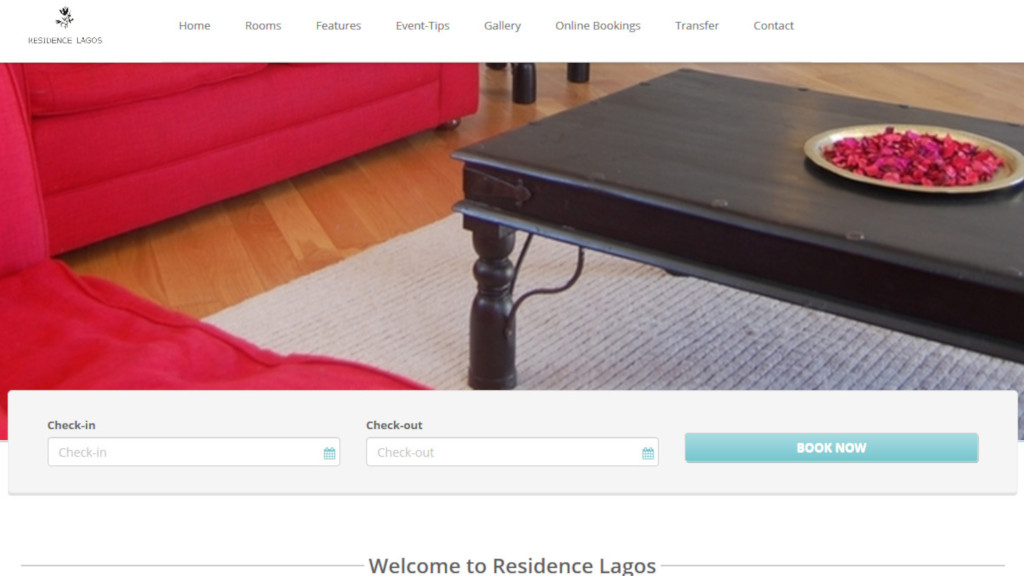 RESIDENCE LAGOS
Home Rooms Features Event-Tips Gallery Online Bookings Transfer Contact
Check-in Check-out
Check-in Check-out BOOK NOW
Welcome to Residence Lagos